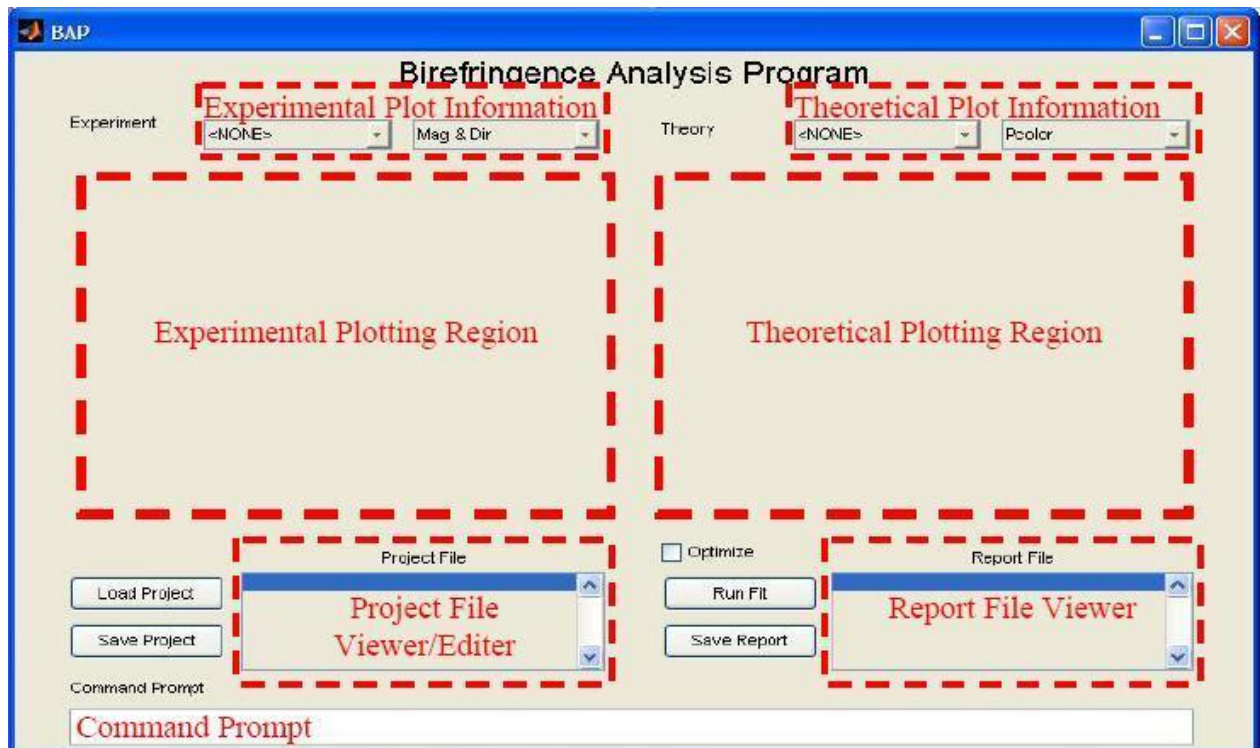 BAP
Birefringence Analysis Program
Experimental Plot Information
Theoretical Plot Information
Experiment
<NONE>
Mag & Dir
Theory
<NONE>
Pcolor
Experimental Plotting Region
Theoretical Plotting Region
Project File
Optimize
Report File
Load Project
Run Fit
Project File
Viewer/Editer
Report File Viewer
Save Project
Save Report
Command Prompt
Command Prompt